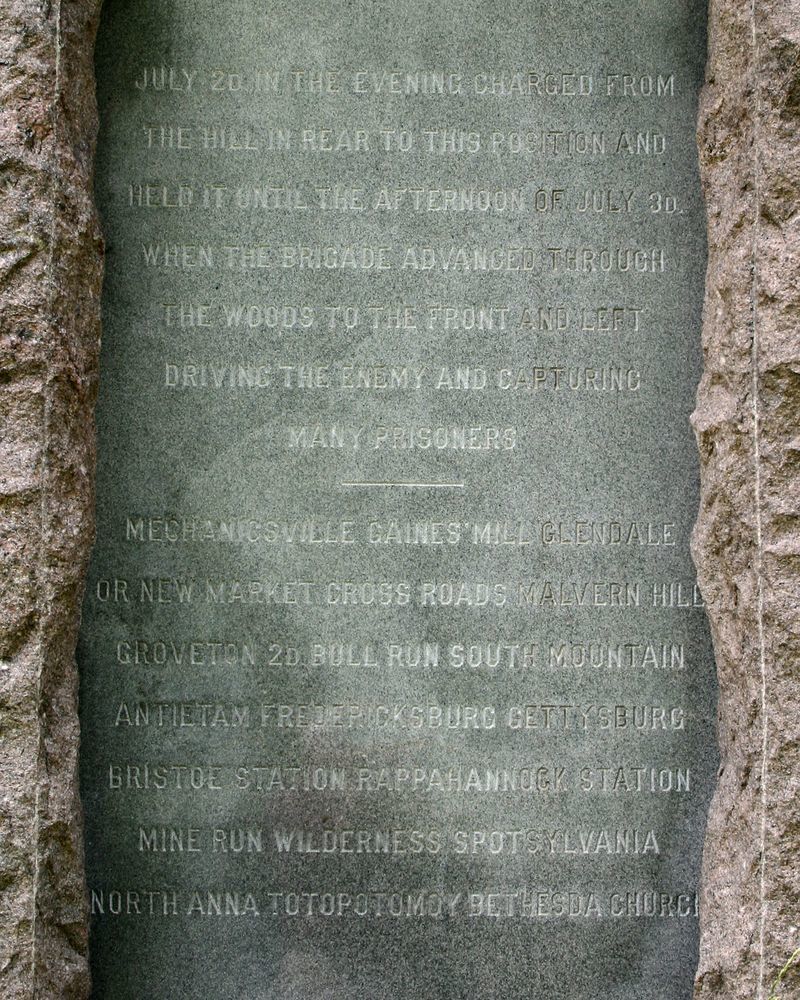 JULY 2D. IN THE EVENING CHARGED FROM
THE HILL IN REAR TO THIS POSITION AND
HELD IT UNTIL THE AFTERNOON OF JULY 3D.
WHEN THE BRIGADE ADVANCED THROUGH
THE WOODS TO THE FRONT AND LEFT
DRIVING THE ENEMY AND CAPTURING
MANY PRISONERS
MECHANICSVILLE GAINES' MILL GLENDALE
OR NEW MARKET CROSS ROADS MALVERN HILL
GROVETON 2D. BULL RUN SOUTH MOUNTAIN
ANTIETAM FREDERICKSBURG GETTYSBURG
BRISTOE STATION RAPPAHANNOCK STATION
MINE RUN WILDERNESS SPOTSYLVANIA
NORTH ANNA TOTOPOTOMOY BETHESDA CHURCH